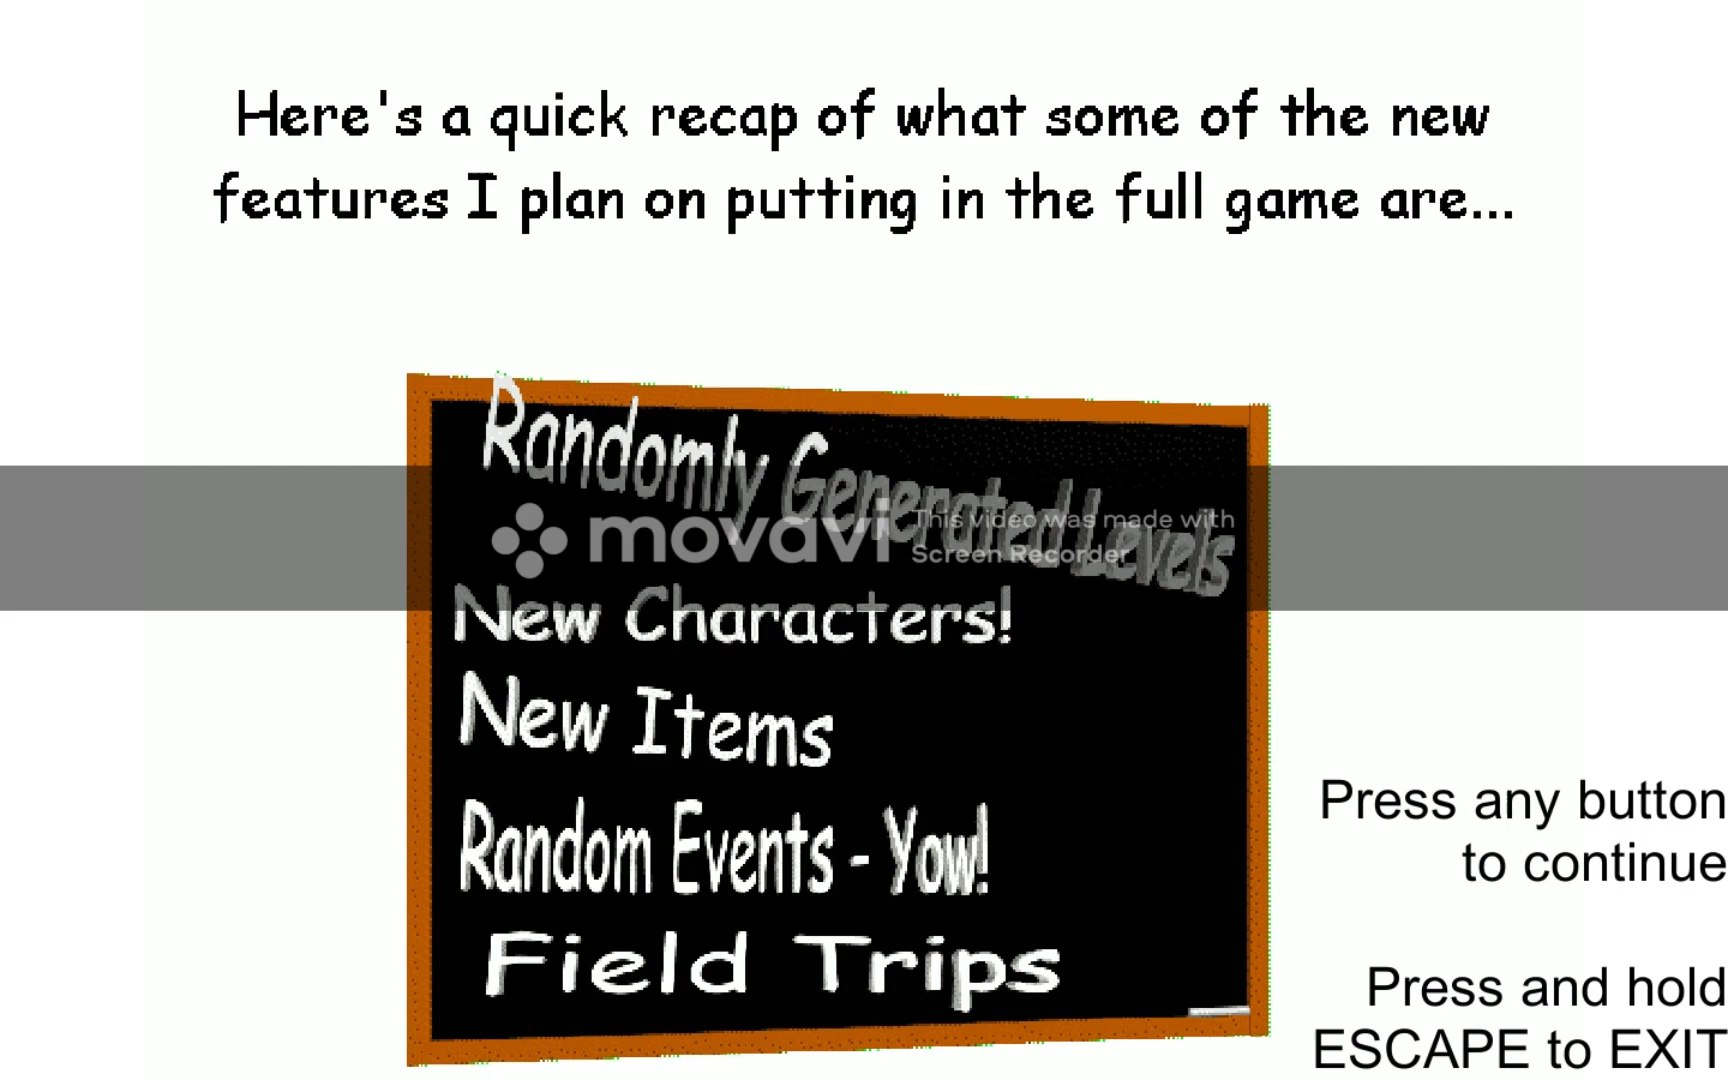 Here's a quick recap of what some of the new
features I plan on putting in the full game are...
Randomly Generated Levels
movavi
This video was made with
Screen Recorder
New Characters!
New Items
Random Events - Yow!
Field Trips
Press any button
to continue
Press and hold
ESCAPE to EXIT